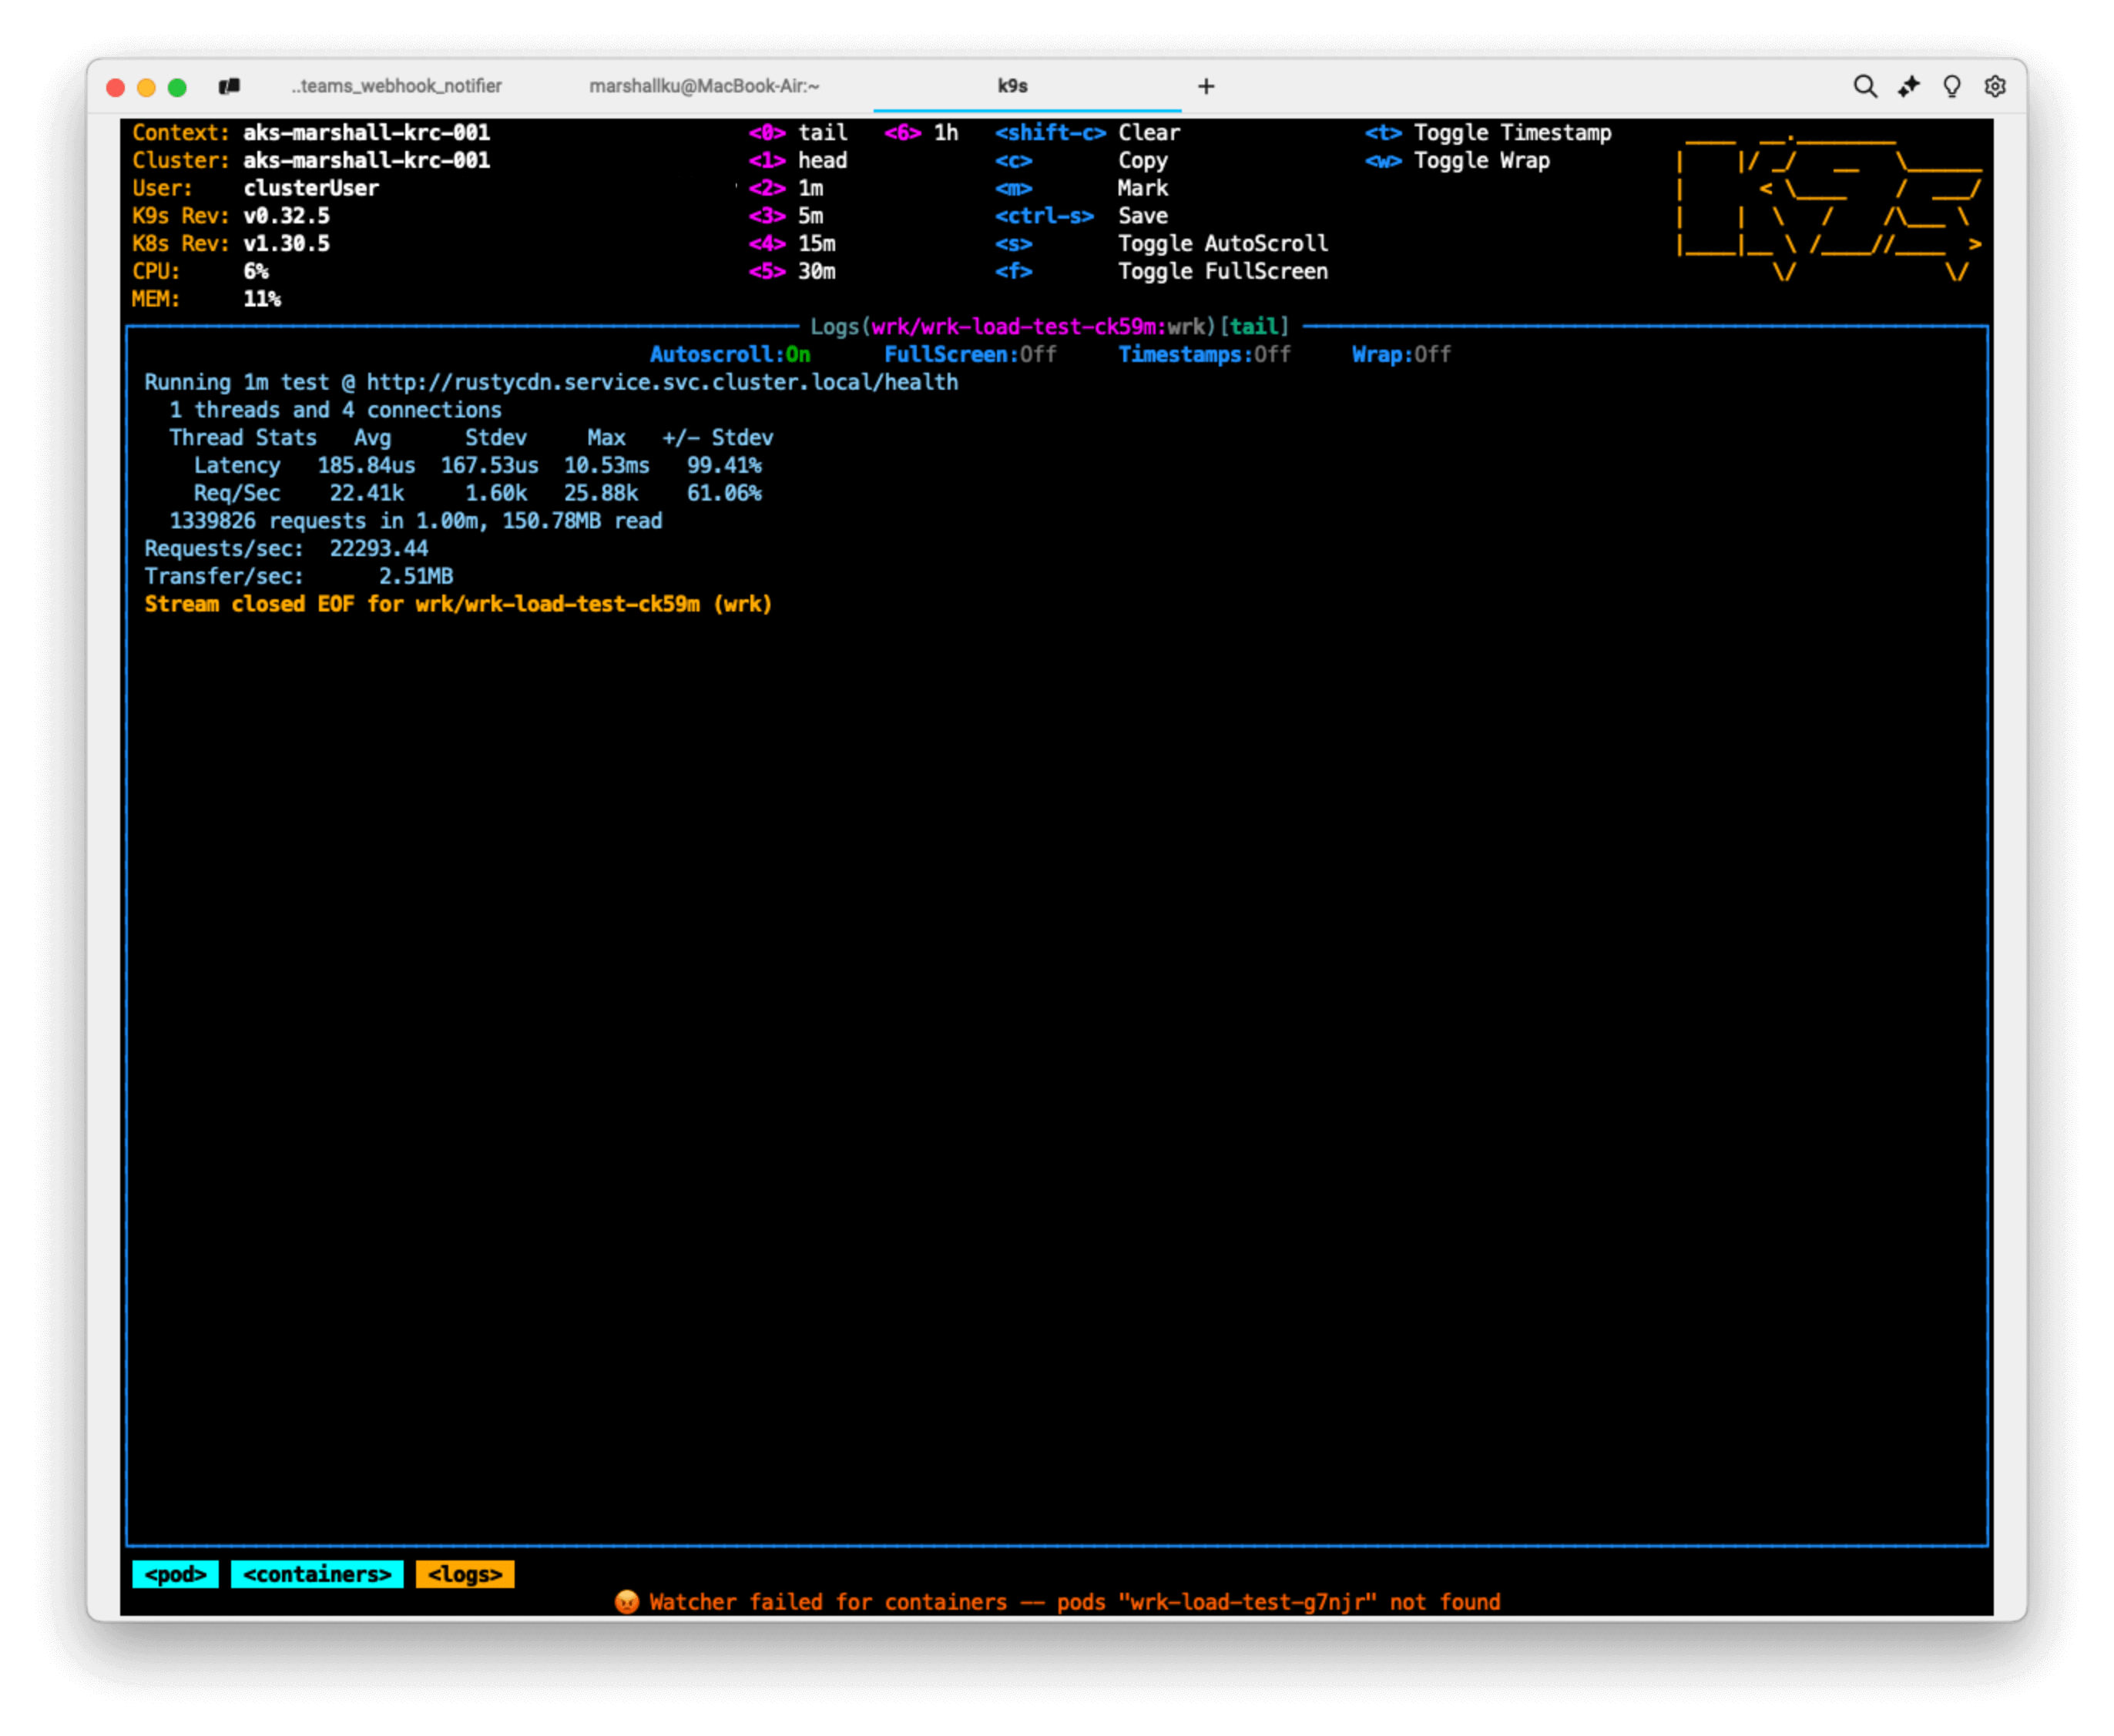 ..teams_webhook_notifier marshallku@MacBook-Air:~ k9s +
Context: aks-marshall-krc-001 <0> tail <6> 1h <shift-c> Clear <t> Toggle Timestamp
Cluster: aks-marshall-krc-001 <1> head <c> Copy <w> Toggle Wrap
User: clusterUser <2> 1m <m> Mark
K9s Rev: v0.32.5 <3> 5m <ctrl-s> Save
K8s Rev: v1.30.5 <4> 15m <s> Toggle AutoScroll
CPU: 6% <5> 30m <f> Toggle FullScreen
MEM: 11%
K9s
Logs(wrk/wrk-load-test-ck59m:wrk)[tail]
Autoscroll:On FullScreen:Off Timestamps:Off Wrap:Off
Running 1m test @ http://rustycdn.service.svc.cluster.local/health
1 threads and 4 connections
Thread Stats Avg Stdev Max +/- Stdev
Latency 185.84us 167.53us 10.53ms 99.41%
Req/Sec 22.41k 1.60k 25.88k 61.06%
1339826 requests in 1.00m, 150.78MB read
Requests/sec: 22293.44
Transfer/sec: 2.51MB
Stream closed EOF for wrk/wrk-load-test-ck59m (wrk)
<pod> <containers> <logs>
😡 Watcher failed for containers -- pods "wrk-load-test-g7njr" not found